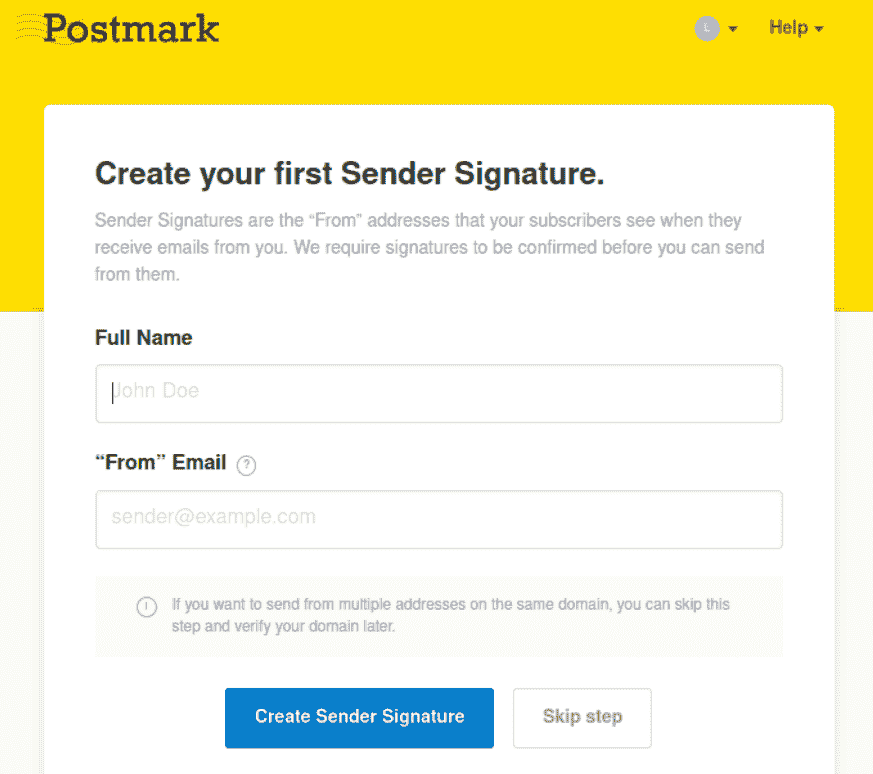 Postmark
L
Help
Create your first Sender Signature.
Sender Signatures are the “From” addresses that your subscribers see when they
receive emails from you. We require signatures to be confirmed before you can send
from them.
Full Name
John Doe
“From” Email ?
sender@example.com
If you want to send from multiple addresses on the same domain, you can skip this
step and verify your domain later.
Create Sender Signature
Skip step